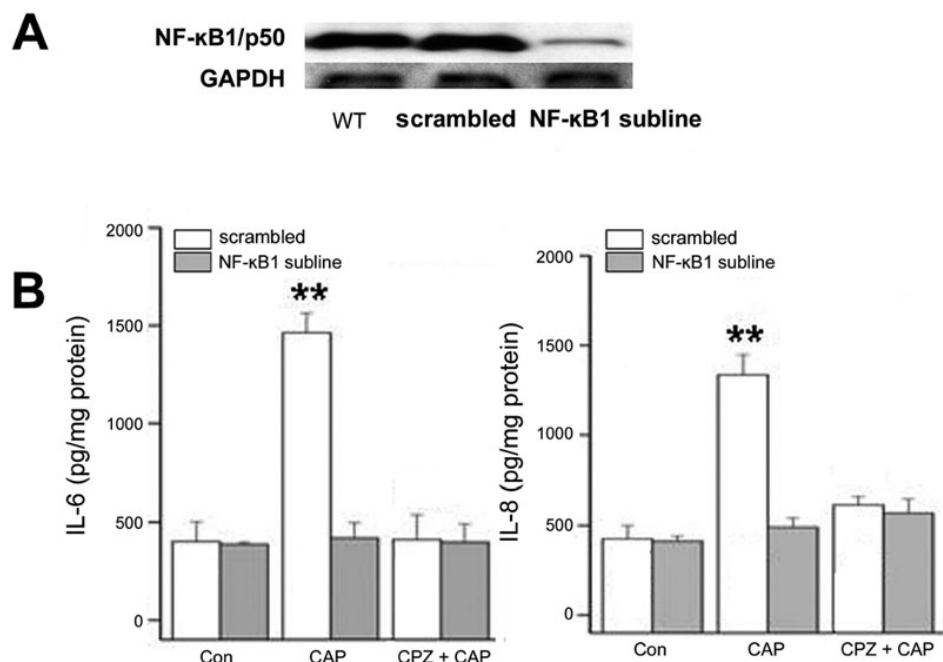 A
NF-κB1/p50
GAPDH
WT scrambled NF-κB1 subline
B
2000
1500
1000
500
0
IL-6 (pg/mg protein)
scrambled
NF-κB1 subline
**
Con CAP CPZ + CAP
2000
1500
1000
500
0
IL-8 (pg/mg protein)
scrambled
NF-κB1 subline
**
Con CAP CPZ + CAP